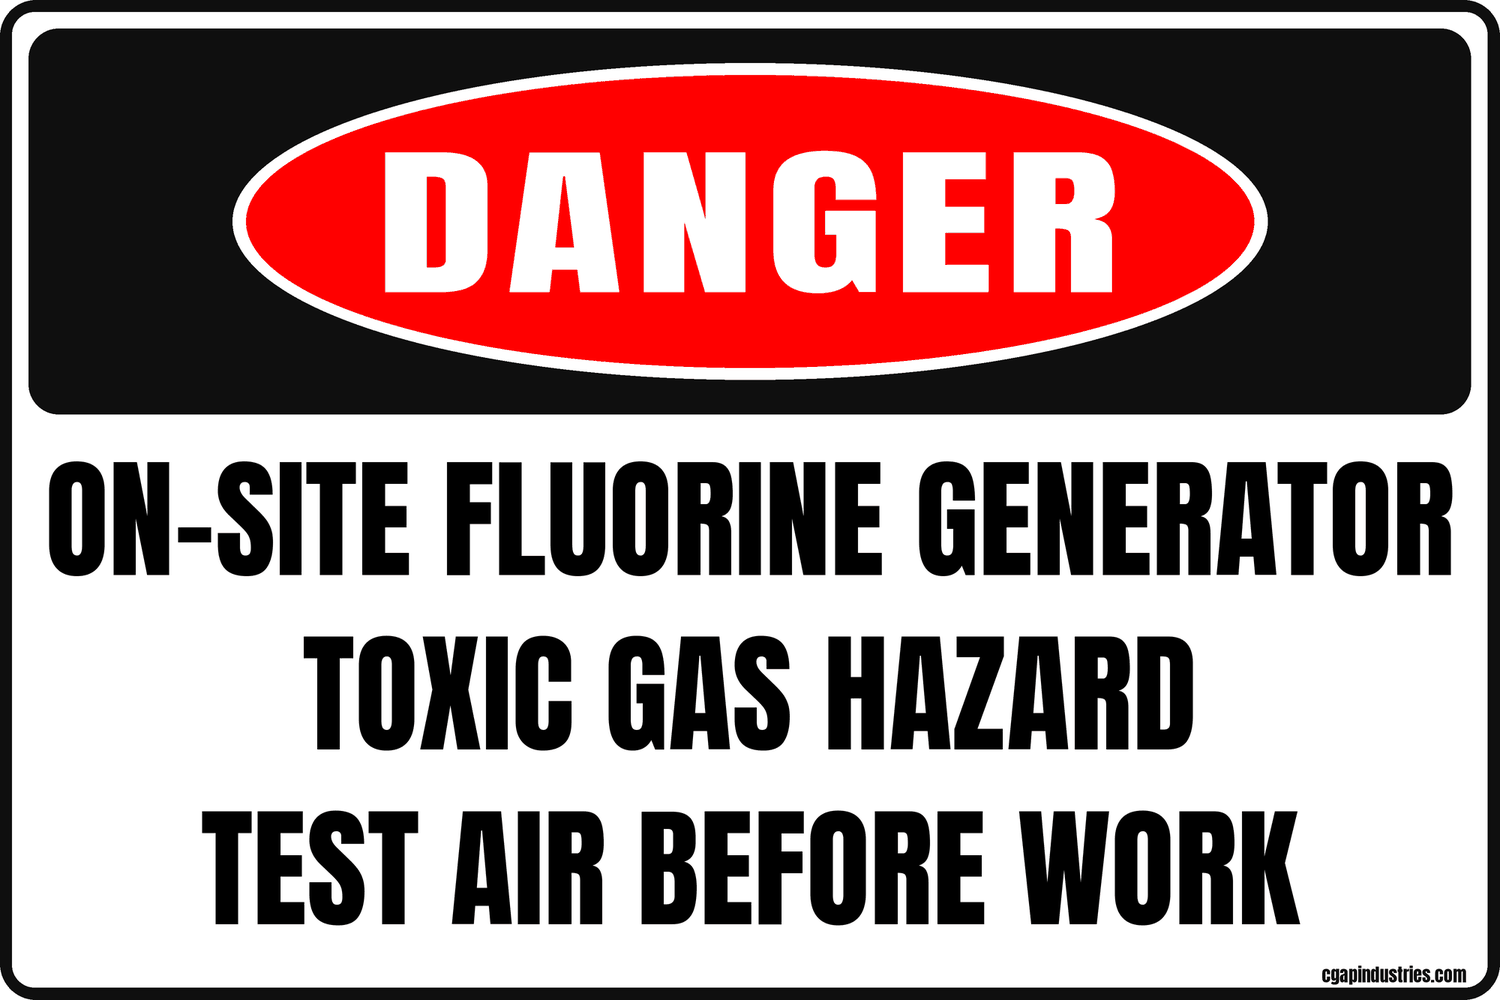 DANGER
ON-SITE FLUORINE GENERATOR
TOXIC GAS HAZARD
TEST AIR BEFORE WORK
cgapindustries.com